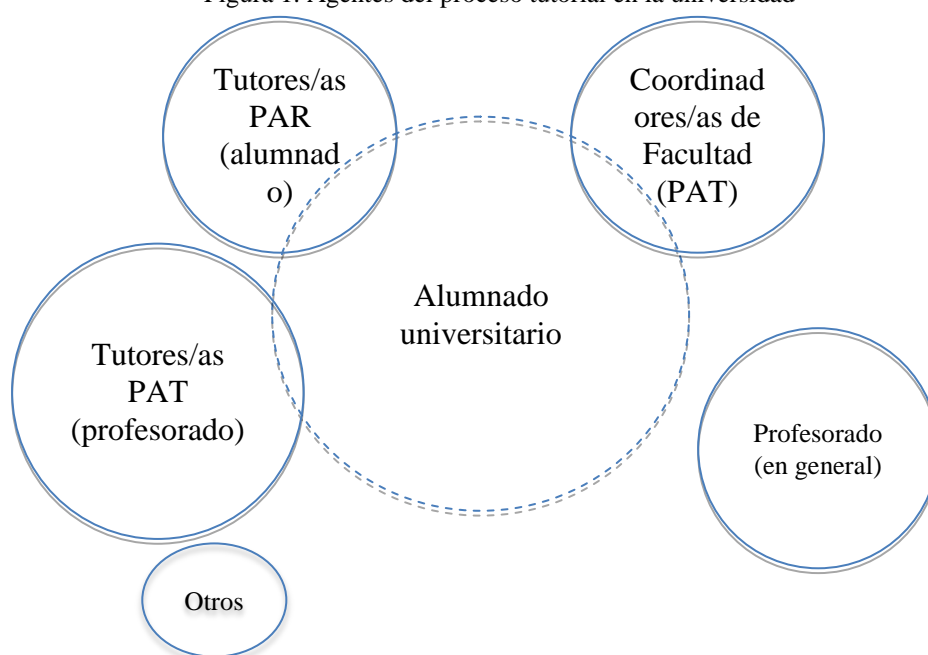 Figura 1. Agentes del proceso tutorial en la universidad
Tutores/as
PAR
(alumnad
o)
Coordinad
ores/as de
Facultad
(PAT)
Alumnado
universitario
Tutores/as
PAT
(profesorado)
Profesorado
(en general)
Otros